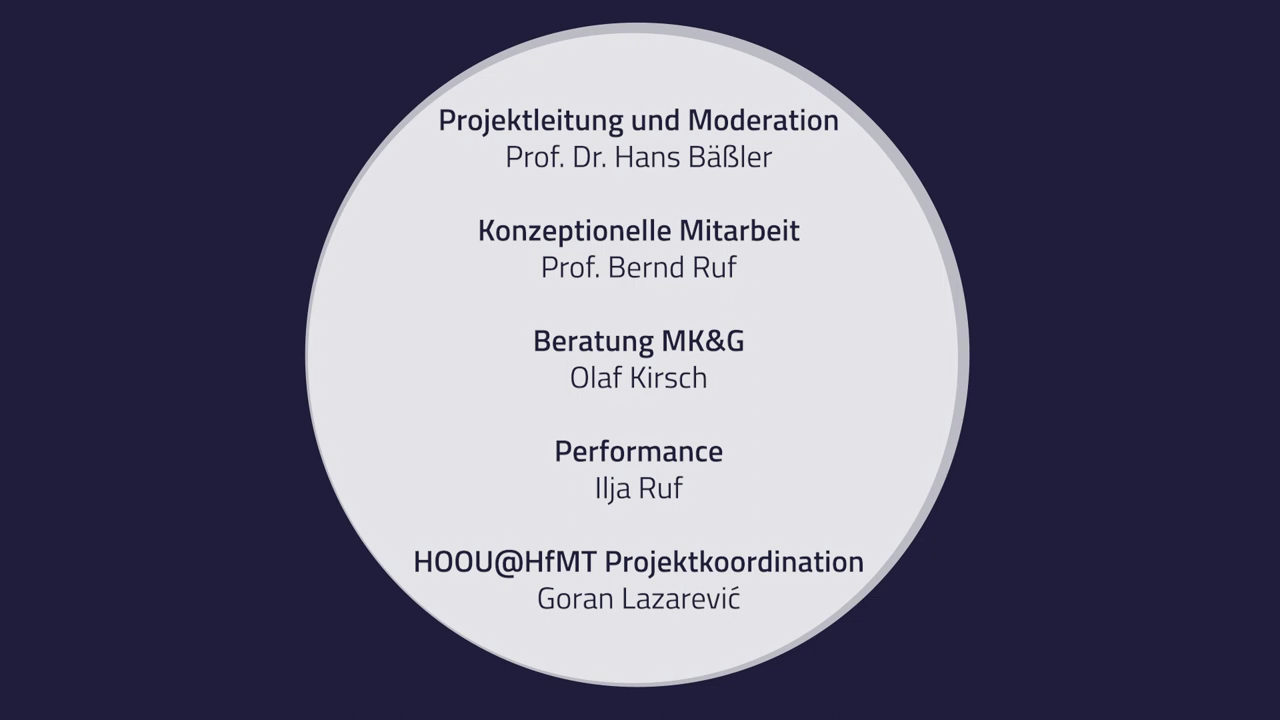 Projektleitung und Moderation
Prof. Dr. Hans Bäßler
Konzeptionelle Mitarbeit
Prof. Bernd Ruf
Beratung MK&G
Olaf Kirsch
Performance
Ilja Ruf
HOOU@HfMT Projektkoordination
Goran Lazarević